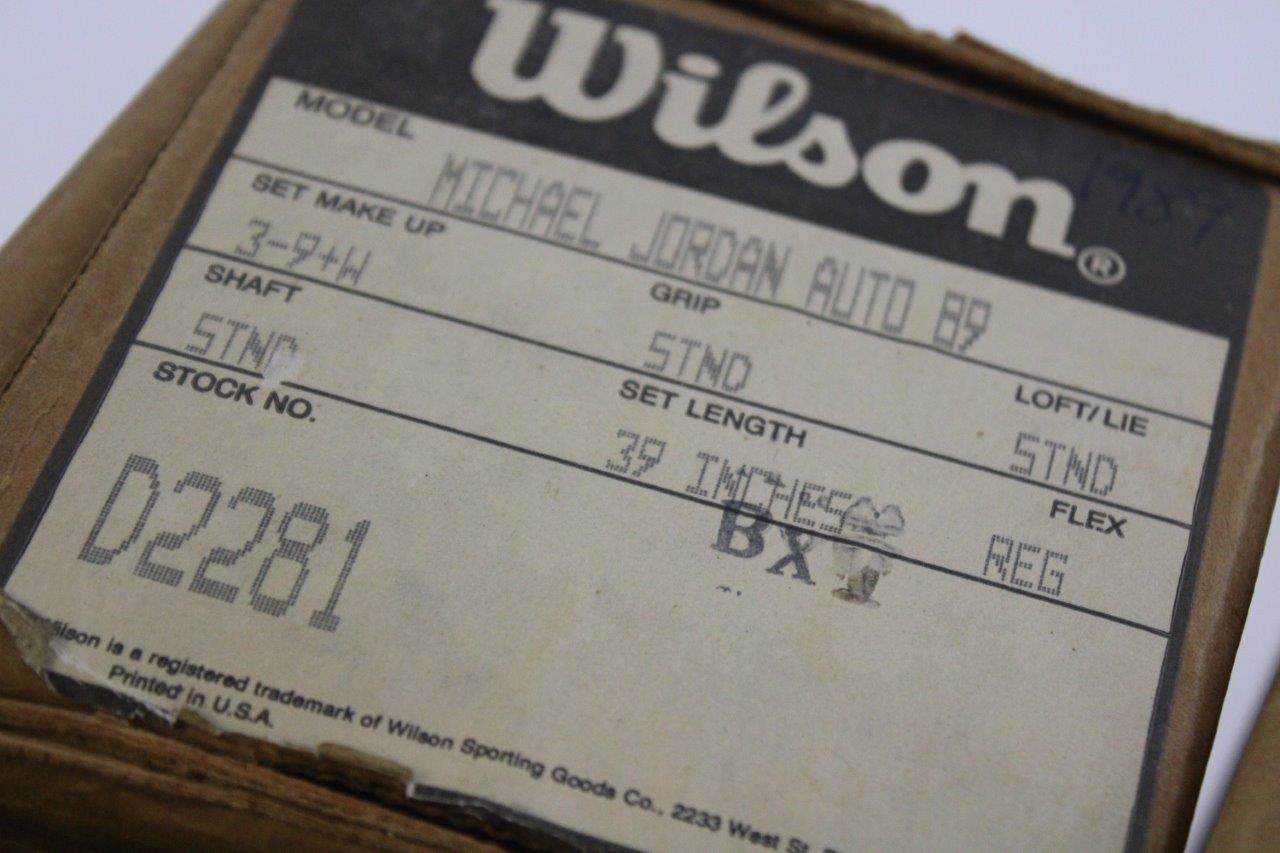 Wilson®
1989
MODEL
MICHAEL JORDAN AUTO 89
SET MAKE UP
3-9+W
GRIP
STND
LOFT/LIE
STND
SHAFT
STND
SET LENGTH
39 INCHES
FLEX
REG
STOCK NO.
D2281
BX
Wilson is a registered trademark of Wilson Sporting Goods Co., 2233 West St.
Printed in U.S.A.